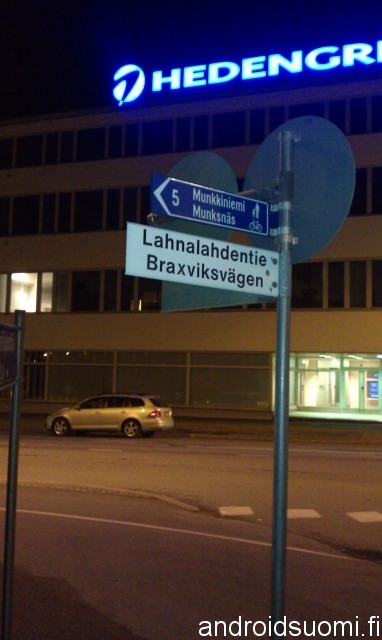 HEDENGR
5 Munkkiniemi
Munksnäs
Lahnalahdentie
Braxviksvägen
androidsuomi.fi